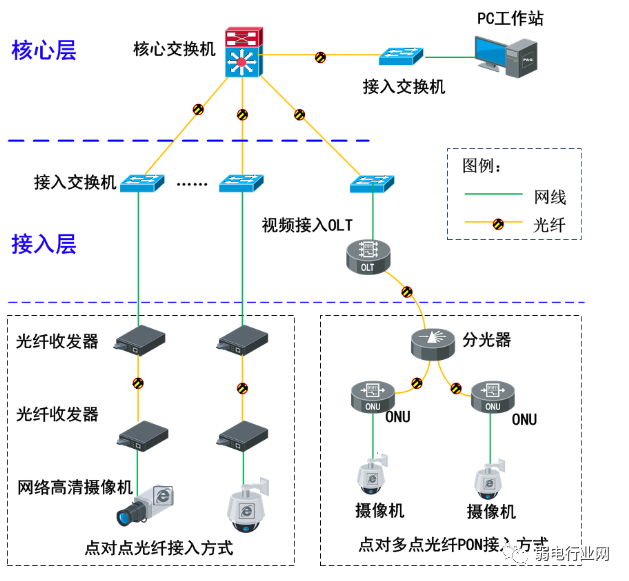 核心层
核心交换机
PC工作站
接入交换机
接入交换机
......
图例：
网线
光纤
视频接入OLT
接入层
OLT
光纤收发器
分光器
光纤收发器
ONU
ONU
ONU
ONU
网络高清摄像机
摄像机
摄像机
点对点光纤接入方式
点对多点光纤PON接入方式
弱电行业网